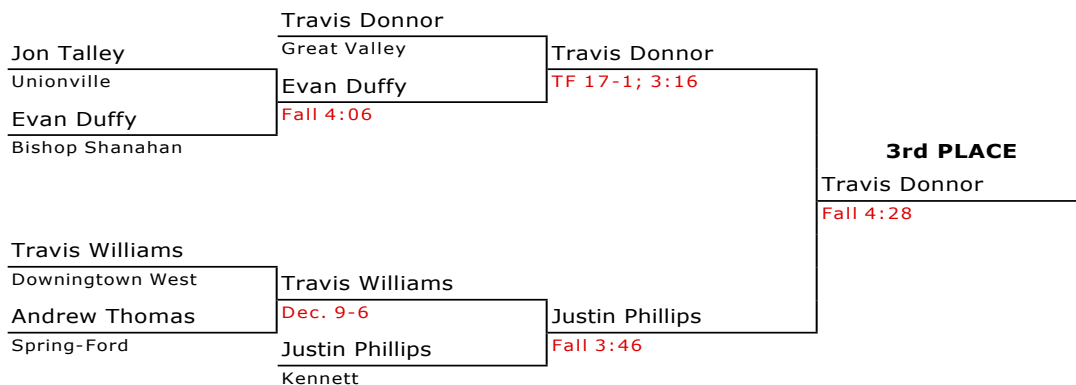 Travis Donnor
Jon Talley
Great Valley
Travis Donnor
Unionville
Evan Duffy
TF 17-1; 3:16
Evan Duffy
Fall 4:06
Bishop Shanahan
3rd PLACE
Travis Donnor
Fall 4:28
Travis Williams
Downingtown West
Travis Williams
Andrew Thomas
Dec. 9-6
Justin Phillips
Spring-Ford
Justin Phillips
Fall 3:46
Kennett